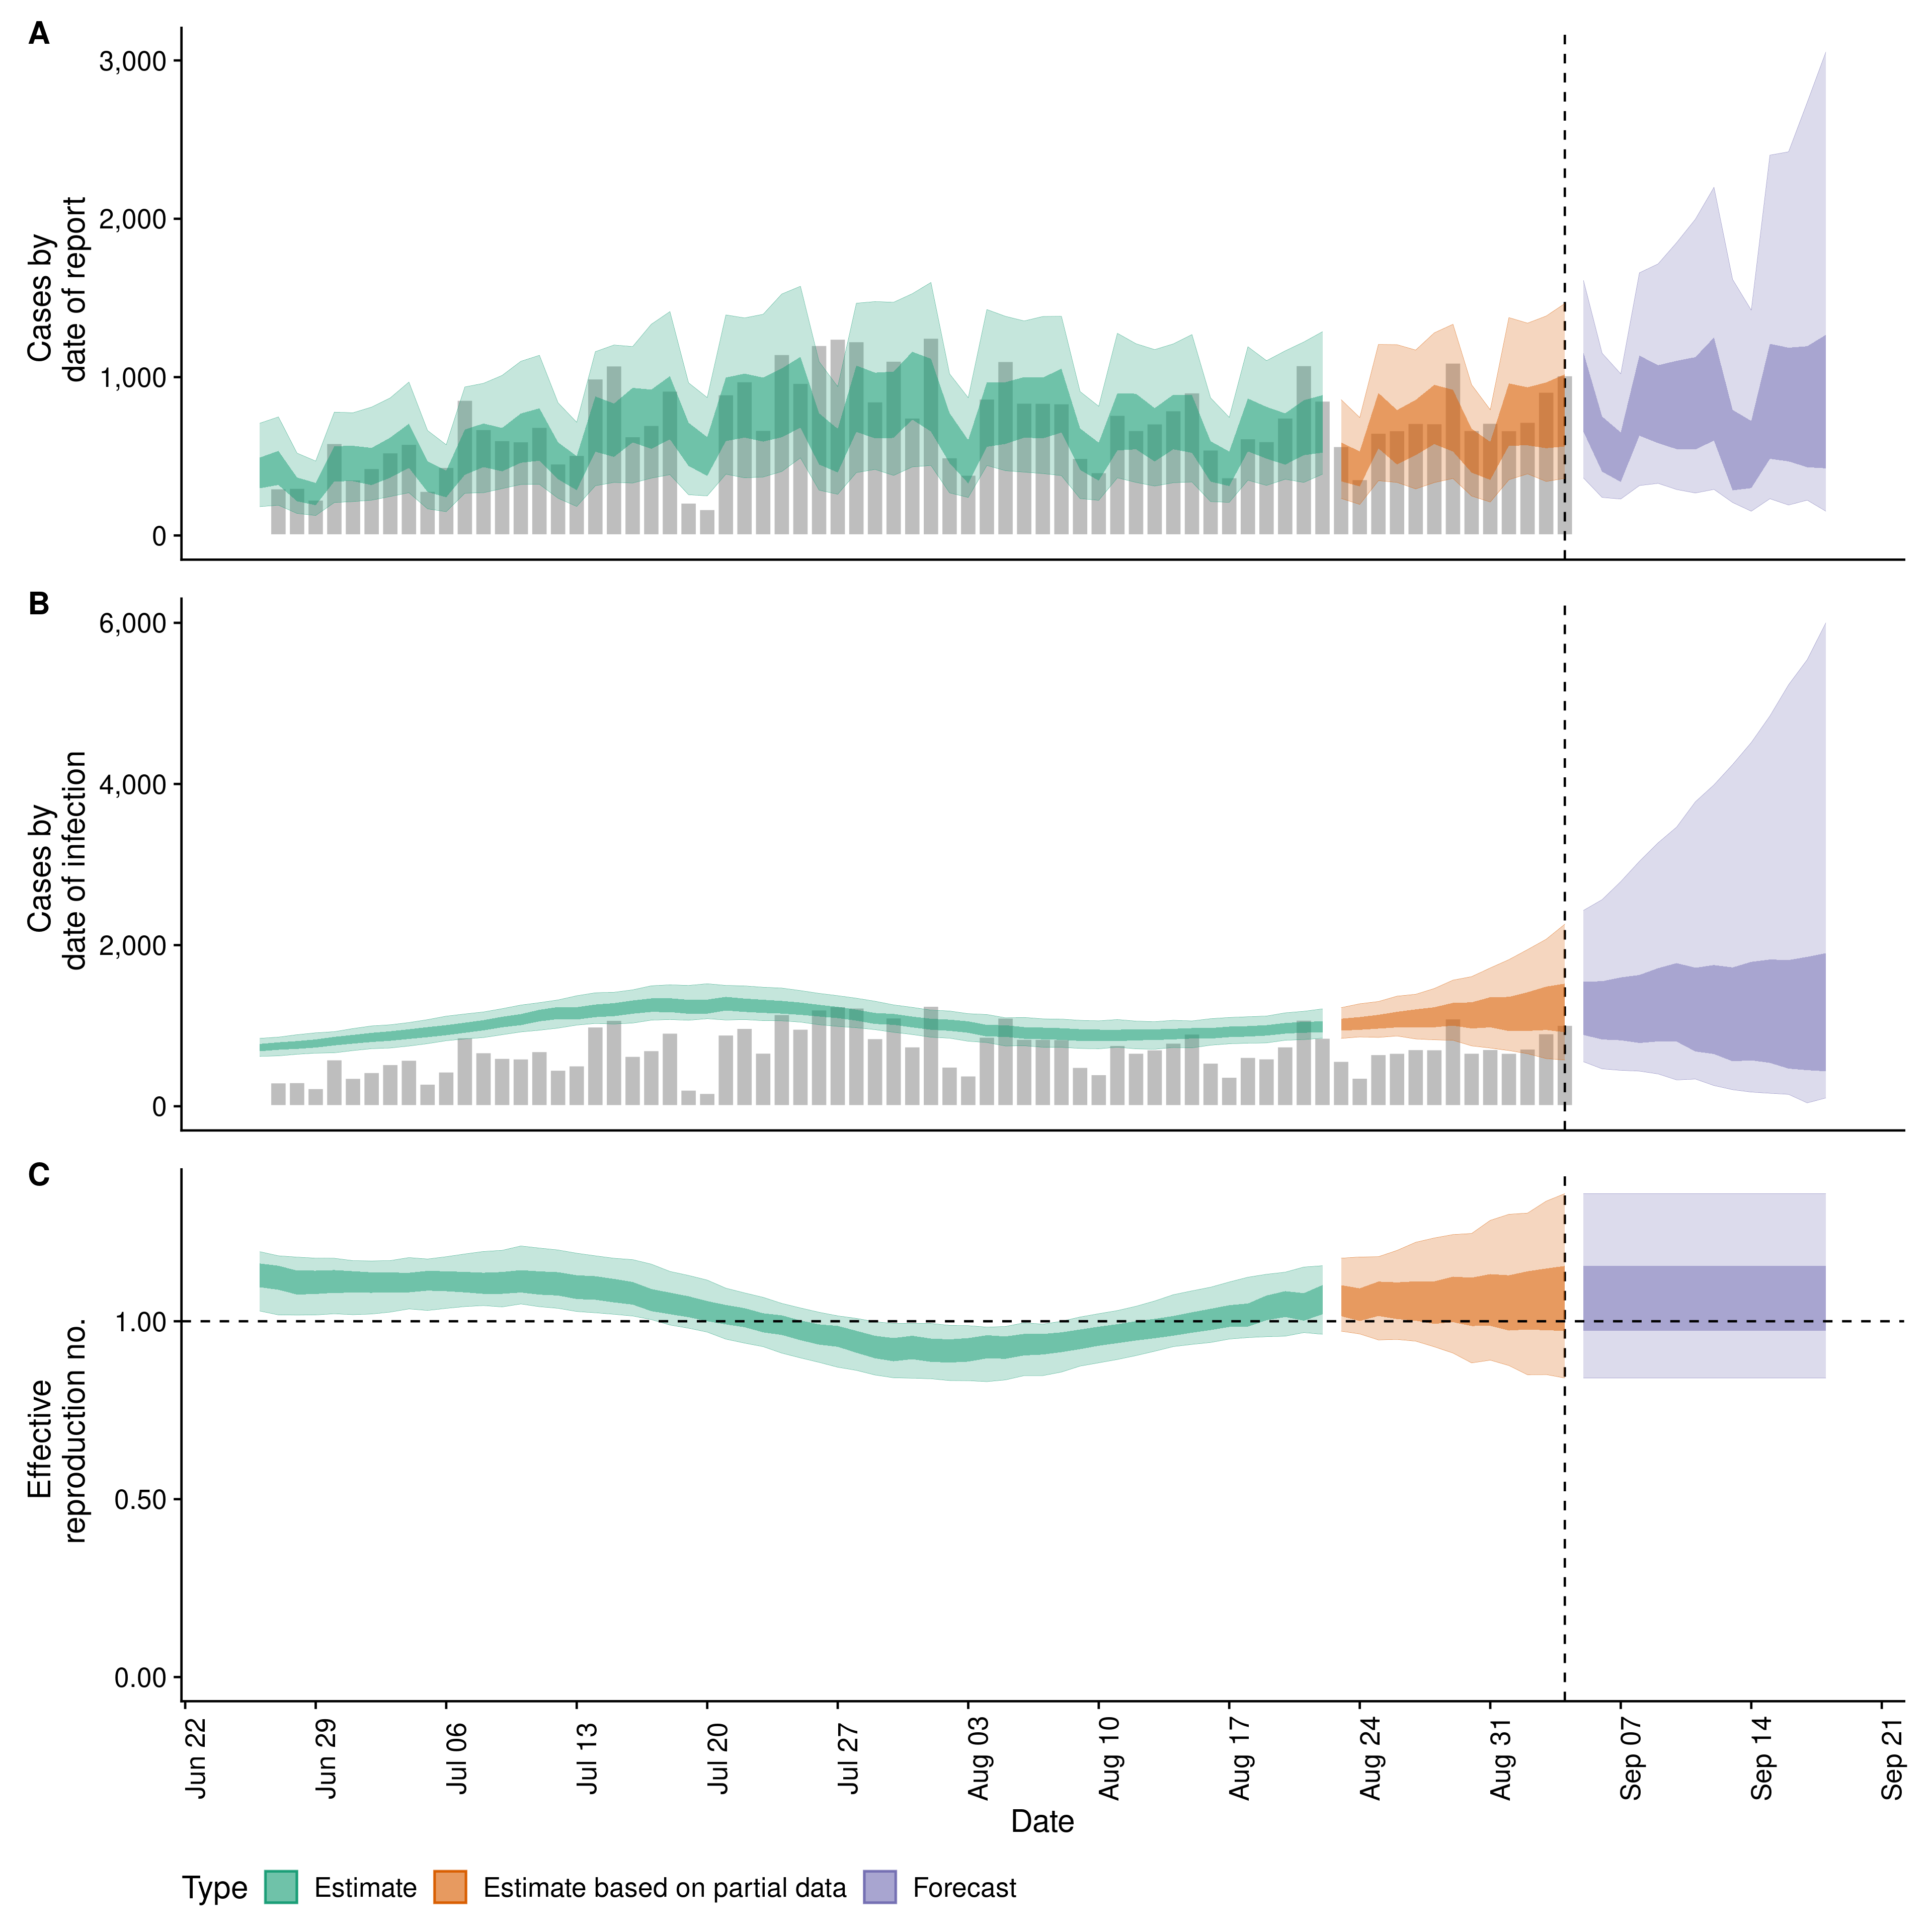 A
3,000
2,000
1,000
0
Cases by
date of report
B
6,000
4,000
2,000
0
Cases by
date of infection
C
1.00
0.50
0.00
Effective
reproduction no.
Jun 22
Jun 29
Jul 06
Jul 13
Jul 20
Jul 27
Aug 03
Aug 10
Aug 17
Aug 24
Aug 31
Sep 07
Sep 14
Sep 21
Date
Type Estimate Estimate based on partial data Forecast